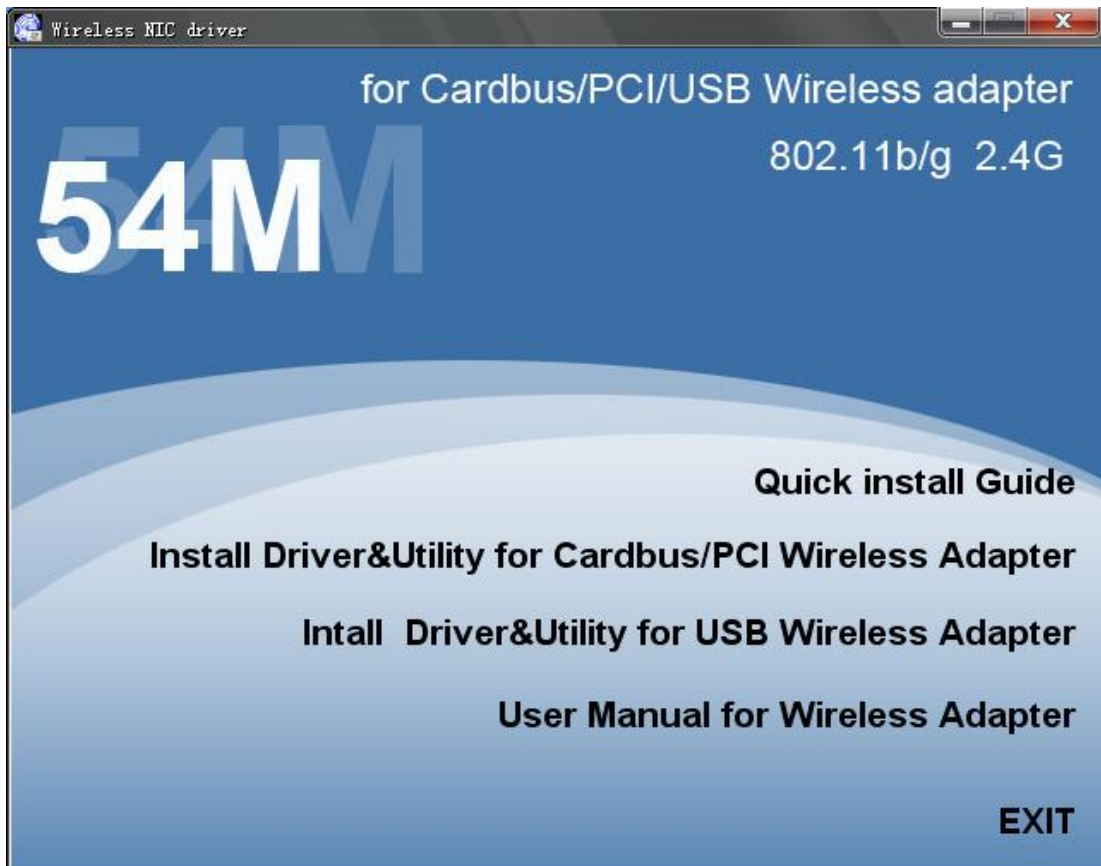 Wireless NIC driver
for Cardbus/PCI/USB Wireless adapter
802.11b/g 2.4G
54M
Quick install Guide
Install Driver&Utility for Cardbus/PCI Wireless Adapter
Intall Driver&Utility for USB Wireless Adapter
User Manual for Wireless Adapter
EXIT